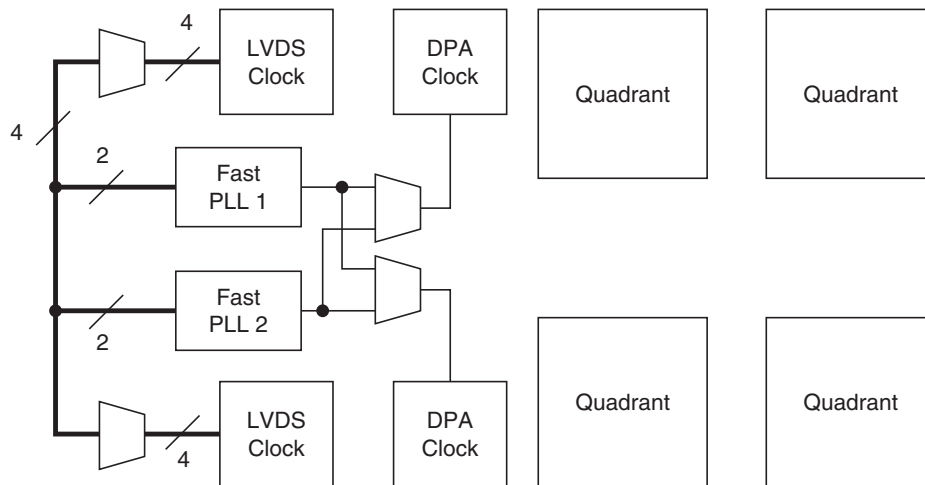 4
LVDS
Clock
DPA
Clock
Quadrant
Quadrant
4
2
Fast
PLL 1
Fast
PLL 2
2
LVDS
Clock
4
DPA
Clock
Quadrant
Quadrant